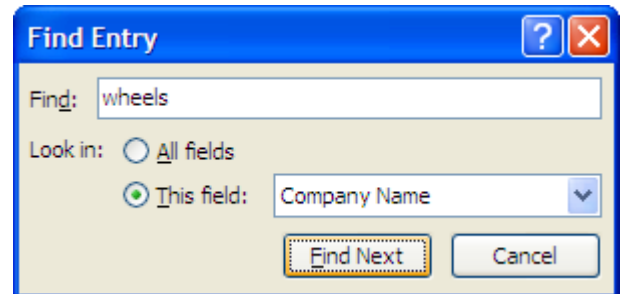 Find Entry
Find: wheels
Look in: All fields
This field: Company Name
Find Next Cancel